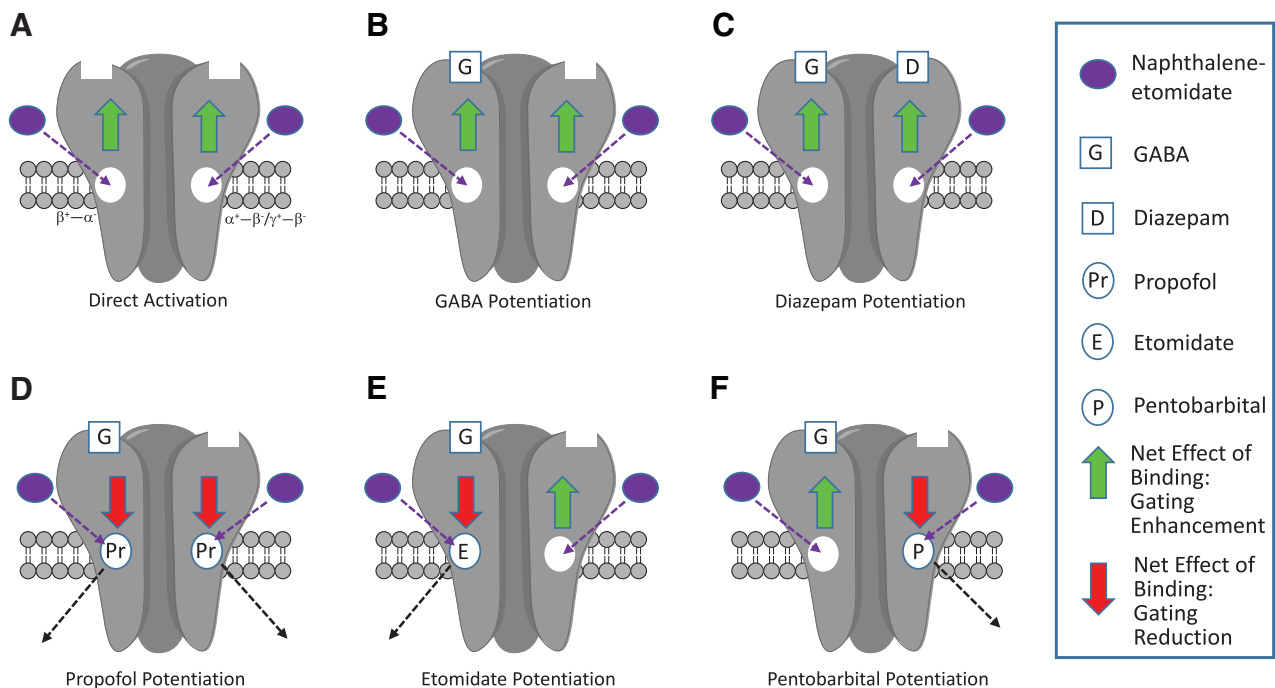 A
B
C
G
G
D
β⁺—α⁻
α⁺—β⁻/γ⁺—β⁻
Direct Activation
GABA Potentiation
Diazepam Potentiation
D
E
F
G
G
G
Pr
Pr
E
P
Propofol Potentiation
Etomidate Potentiation
Pentobarbital Potentiation
Naphthalene-
etomidate
G
GABA
D
Diazepam
Pr
Propofol
E
Etomidate
P
Pentobarbital
Net Effect of
Binding:
Gating
Enhancement
Net Effect of
Binding:
Gating
Reduction